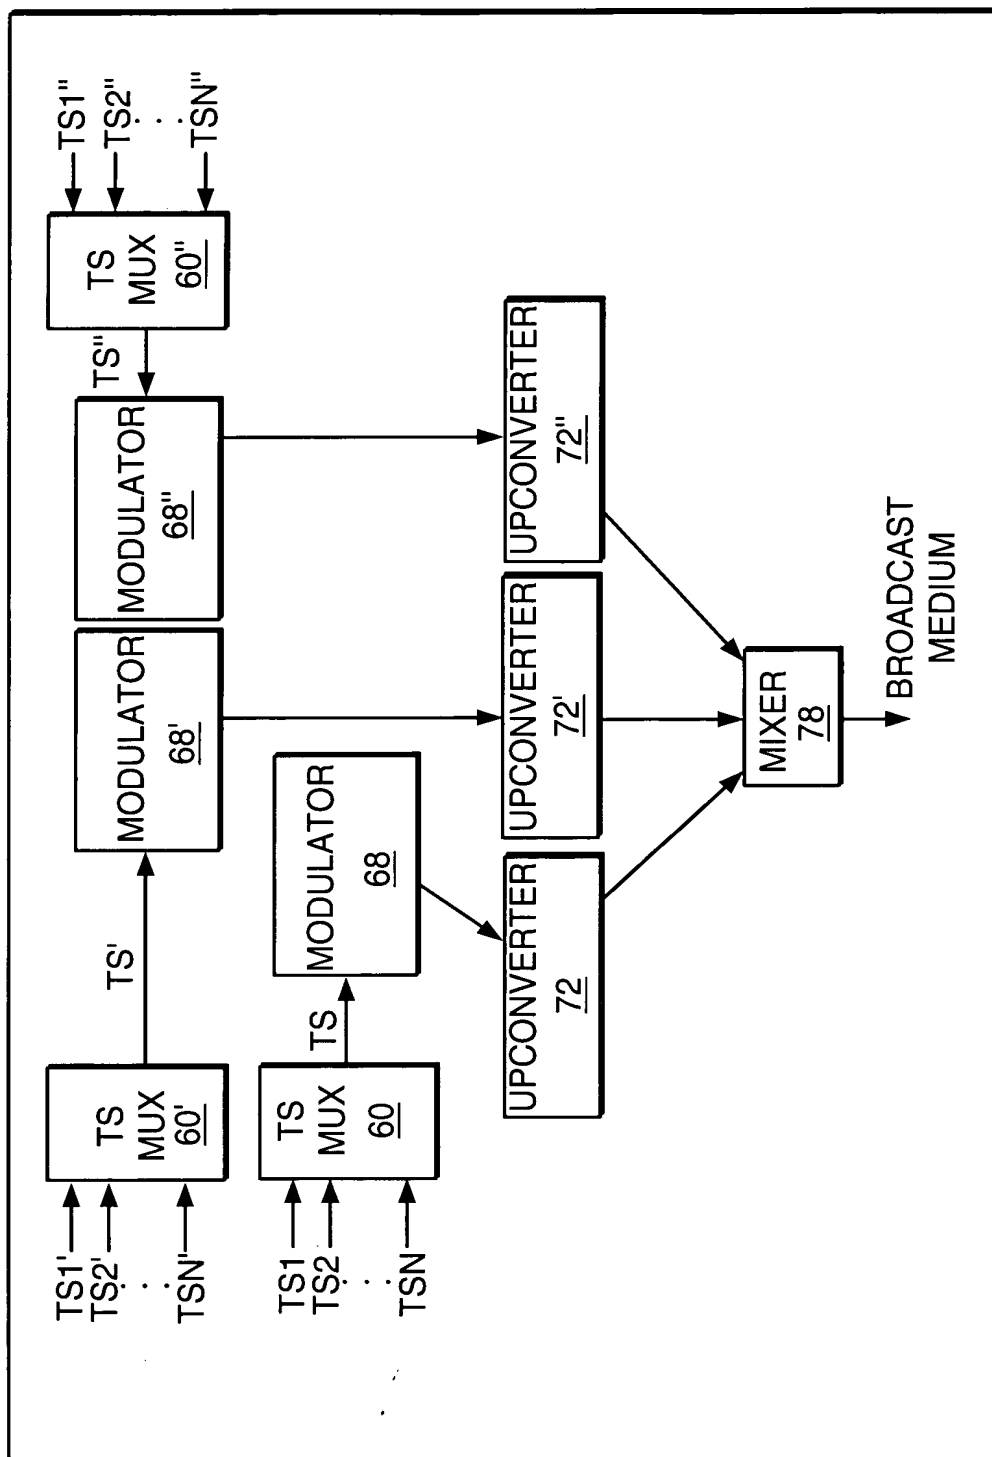 TS1'
TS2'
. . .
TSN'
TS
MUX
60'
TS'
MODULATOR
68'
MODULATOR
68"
TS"
TS
MUX
60"
TS1"
TS2"
. . .
TSN"
TS1
TS2
. . .
TSN
TS
MUX
60
TS
MODULATOR
68
UPCONVERTER
72
UPCONVERTER
72'
UPCONVERTER
72"
MIXER
78
BROADCAST
MEDIUM